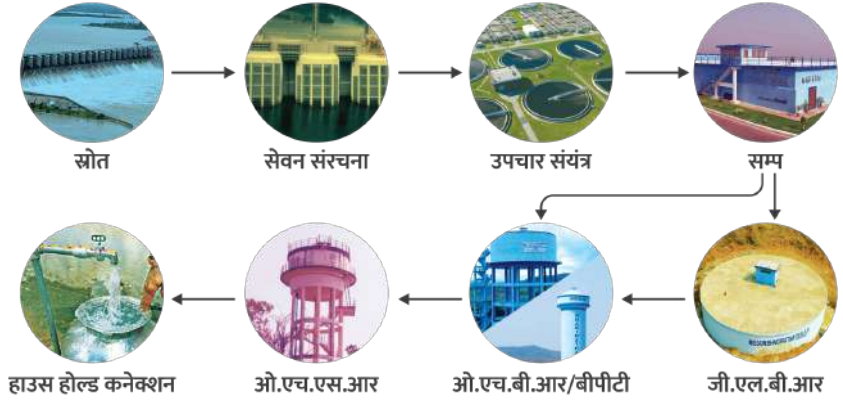 स्रोत
सेवन संरचना
उपचार संयंत्र
सम्प
हाउस होल्ड कनेक्शन
ओ.एच.एस.आर
ओ.एच.बी.आर/बीपीटी
जी.एल.बी.आर